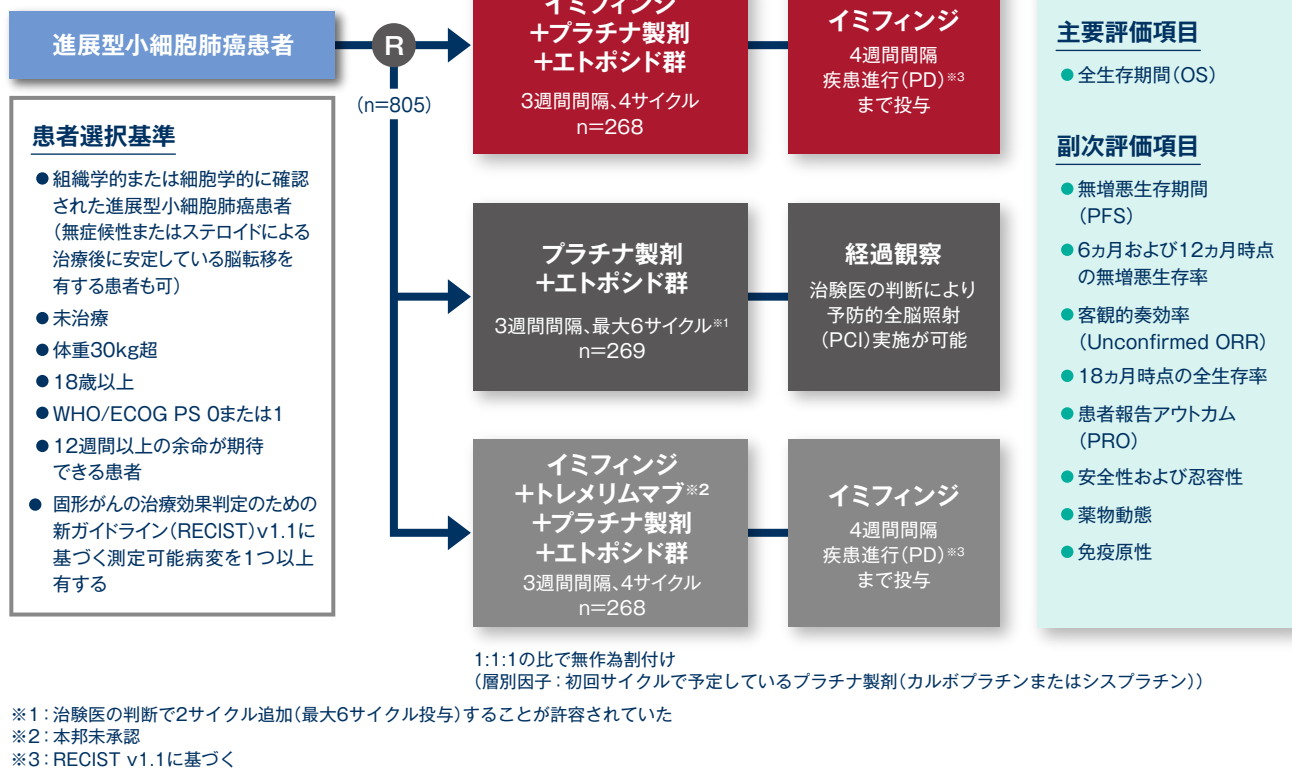 進展型小細胞肺癌患者
R
(n=805)
患者選択基準
●組織学的または細胞学的に確認
された進展型小細胞肺癌患者
(無症候性またはステロイドによる
治療後に安定している脳転移を
有する患者も可)
●未治療
●体重30kg超
●18歳以上
●WHO/ECOG PS 0または1
●12週間以上の余命が期待
できる患者
●固形がんの治療効果判定のための
新ガイドライン(RECIST)v1.1に
基づく測定可能病変を1つ以上
有する
イミフィンジ
+プラチナ製剤
+エトポシド群
3週間間隔、4サイクル
n=268
イミフィンジ
4週間間隔
疾患進行(PD)※3
まで投与
プラチナ製剤
+エトポシド群
3週間間隔、最大6サイクル※1
n=269
経過観察
治験医の判断により
予防的全脳照射
(PCI)実施が可能
イミフィンジ
+トレメリムマブ※2
+プラチナ製剤
+エトポシド群
3週間間隔、4サイクル
n=268
イミフィンジ
4週間間隔
疾患進行(PD)※3
まで投与
主要評価項目
●全生存期間(OS)
副次評価項目
●無増悪生存期間
(PFS)
●6ヵ月および12ヵ月時点
の無増悪生存率
●客観的奏効率
(Unconfirmed ORR)
●18ヵ月時点の全生存率
●患者報告アウトカム
(PRO)
●安全性および忍容性
●薬物動態
●免疫原性
1:1:1の比で無作為割付け
(層別因子:初回サイクルで予定しているプラチナ製剤(カルボプラチンまたはシスプラチン))
※1:治験医の判断で2サイクル追加(最大6サイクル投与)することが許容されていた
※2:本邦未承認
※3:RECIST v1.1に基づく